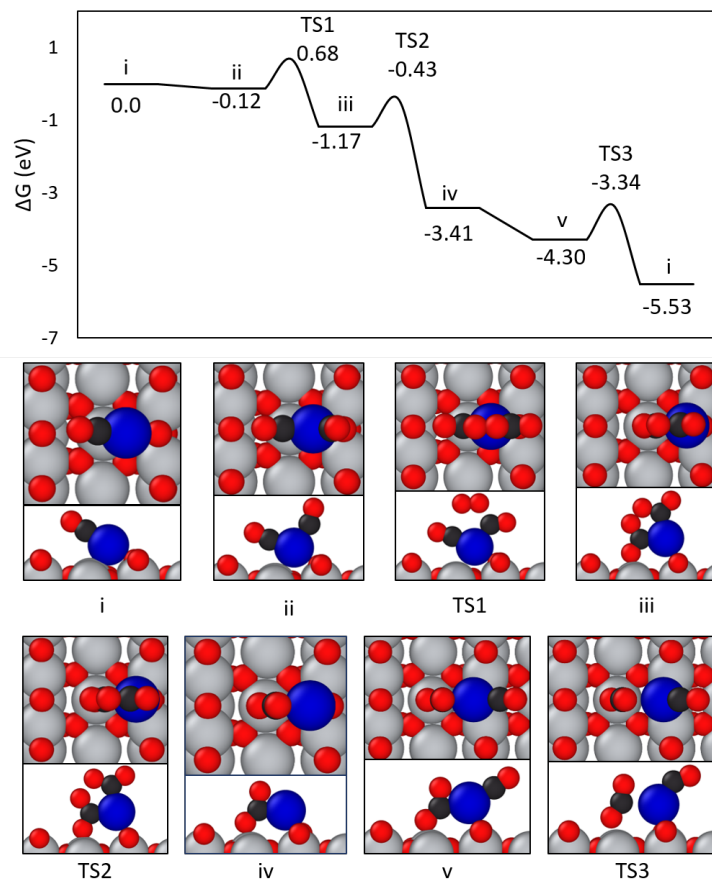 TS1
0.68
TS2
-0.43
1
i
0.0
ii
-0.12
iii
-1.17
-1
ΔG (eV)
TS3
-3.34
-3
iv
-3.41
v
-4.30
-5
i
-5.53
-7
i
ii
TS1
iii
TS2
iv
v
TS3